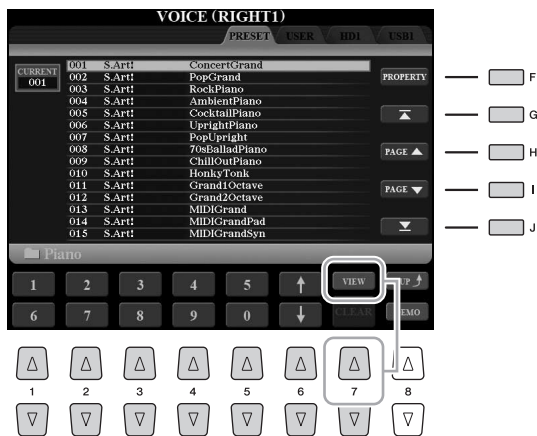 VOICE (RIGHT1)
PRESET USER HD1 USB1
CURRENT
001
001 S.Art! ConcertGrand
002 S.Art! PopGrand
003 S.Art! RockPiano
004 S.Art! AmbientPiano
005 S.Art! CocktailPiano
006 S.Art! UprightPiano
007 S.Art! PopUpright
008 S.Art! 70sBalladPiano
009 S.Art! ChillOutPiano
010 S.Art! HonkyTonk
011 S.Art! Grand1Octave
012 S.Art! Grand2Octave
013 S.Art! MIDIGrand
014 S.Art! MIDIGrandPad
015 S.Art! MIDIGrandSyn
PROPERTY
PAGE
PAGE
F
G
H
I
J
Piano
1 2 3 4 5 VIEW UP
6 7 8 9 0 CLEAR DEMO
1 2 3 4 5 6 7 8